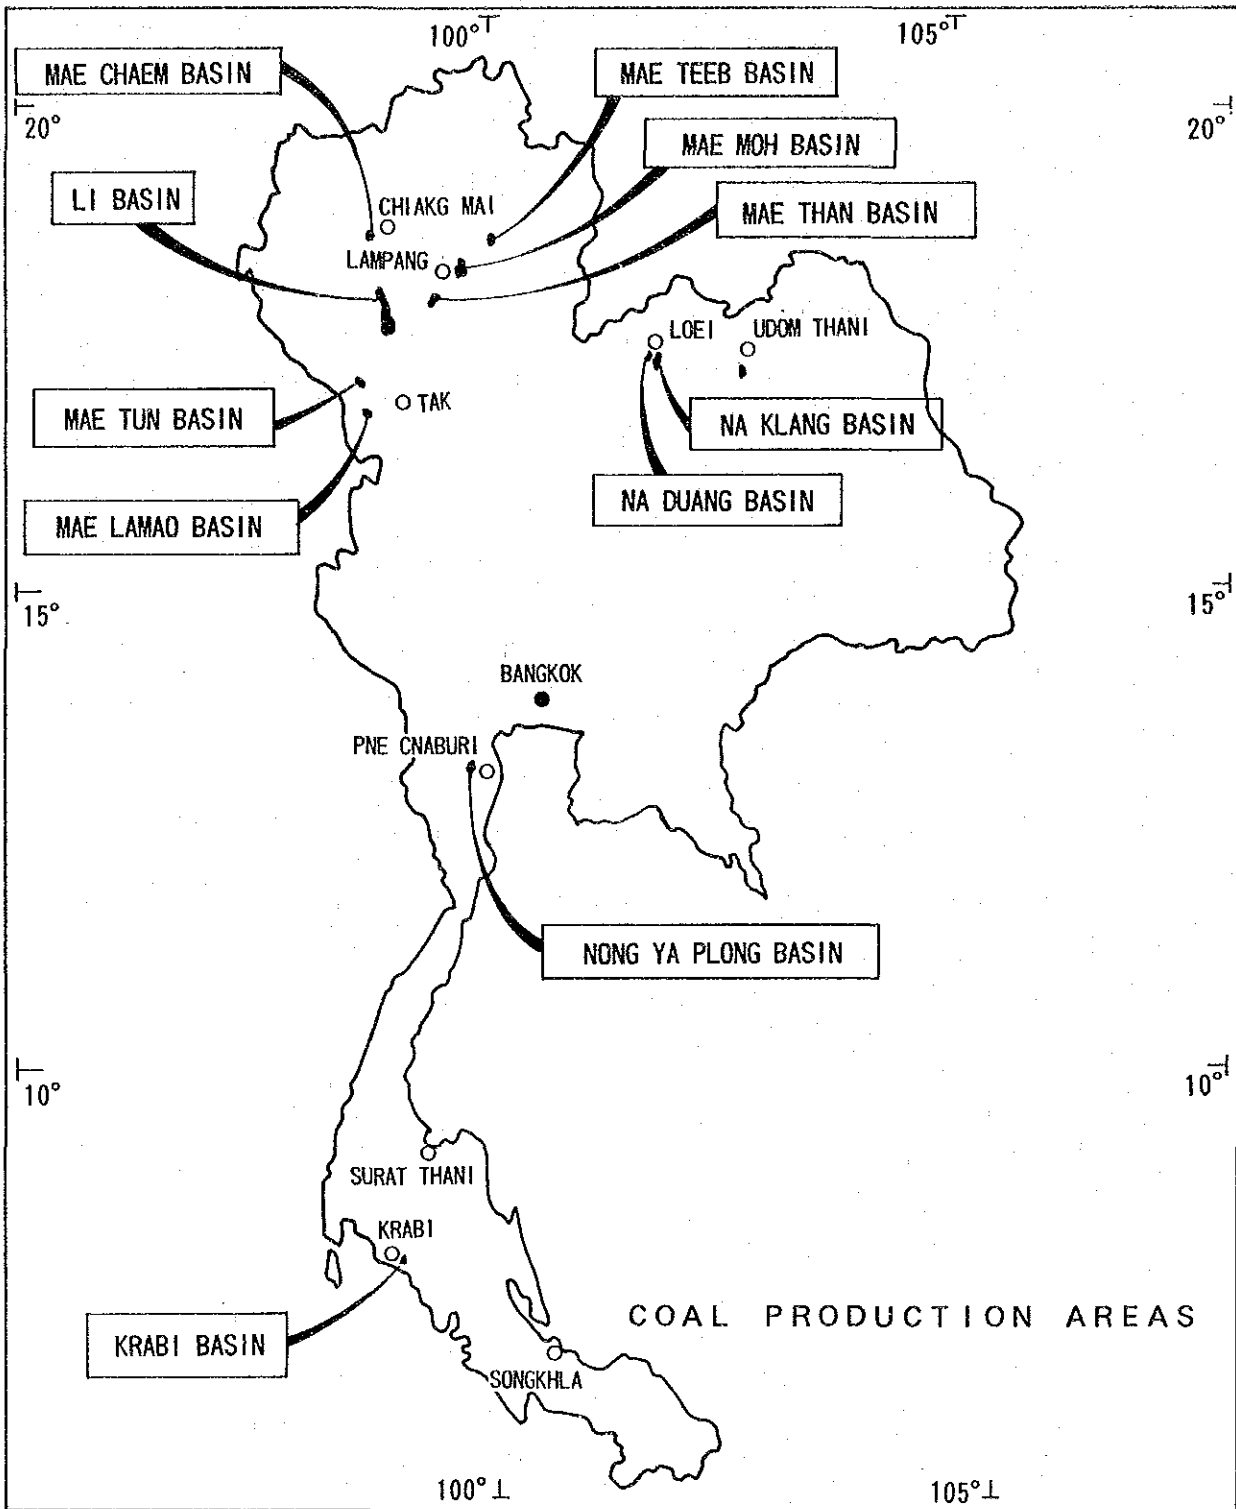 100°
105°
MAE CHAEM BASIN
MAE TEEB BASIN
20°
20°
MAE MOH BASIN
LI BASIN
MAE THAN BASIN
CHIAKG MAI
LAMPANG
LOEI
UDOM THANI
MAE TUN BASIN
TAK
NA KLANG BASIN
NA DUANG BASIN
MAE LAMAO BASIN
15°
15°
BANGKOK
PNE CNABURI
NONG YA PLONG BASIN
10°
10°
SURAT THANI
KRABI
COAL PRODUCTION AREAS
KRABI BASIN
SONGKHLA
100°
105°